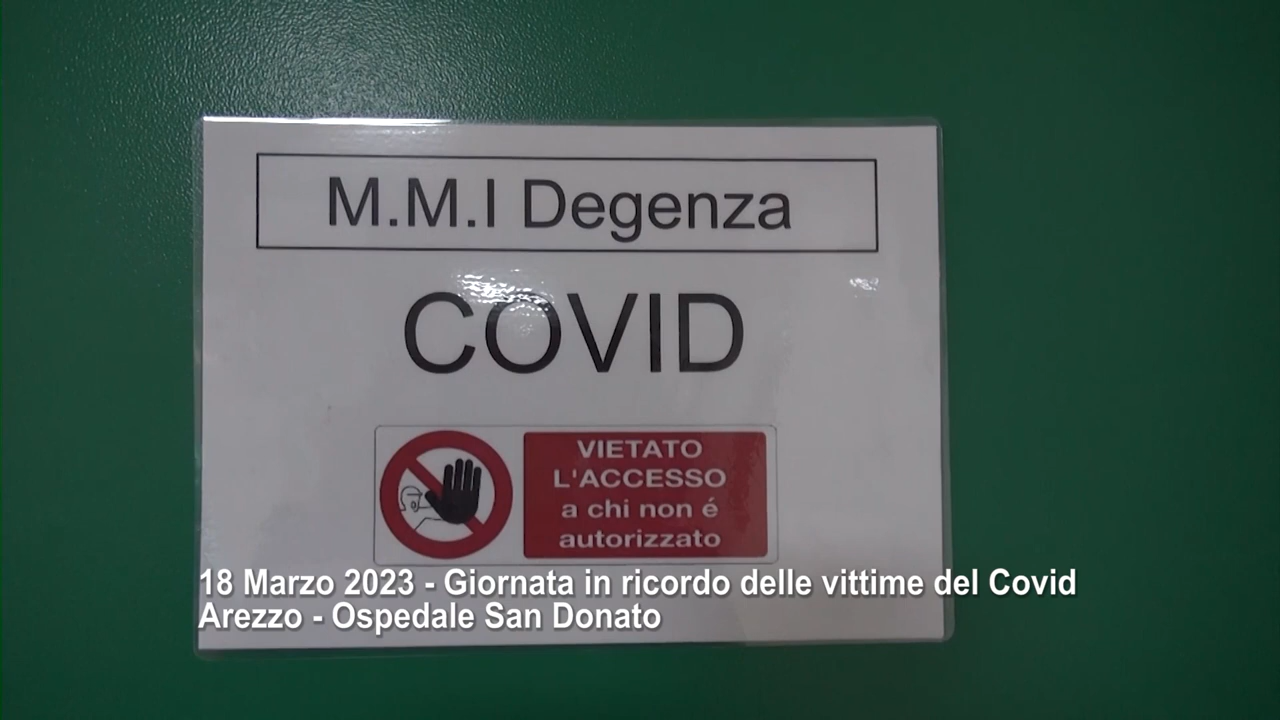 M.M.I Degenza
COVID
VIETATO
L'ACCESSO
a chi non é
autorizzato
18 Marzo 2023 - Giornata in ricordo delle vittime del Covid
Arezzo - Ospedale San Donato